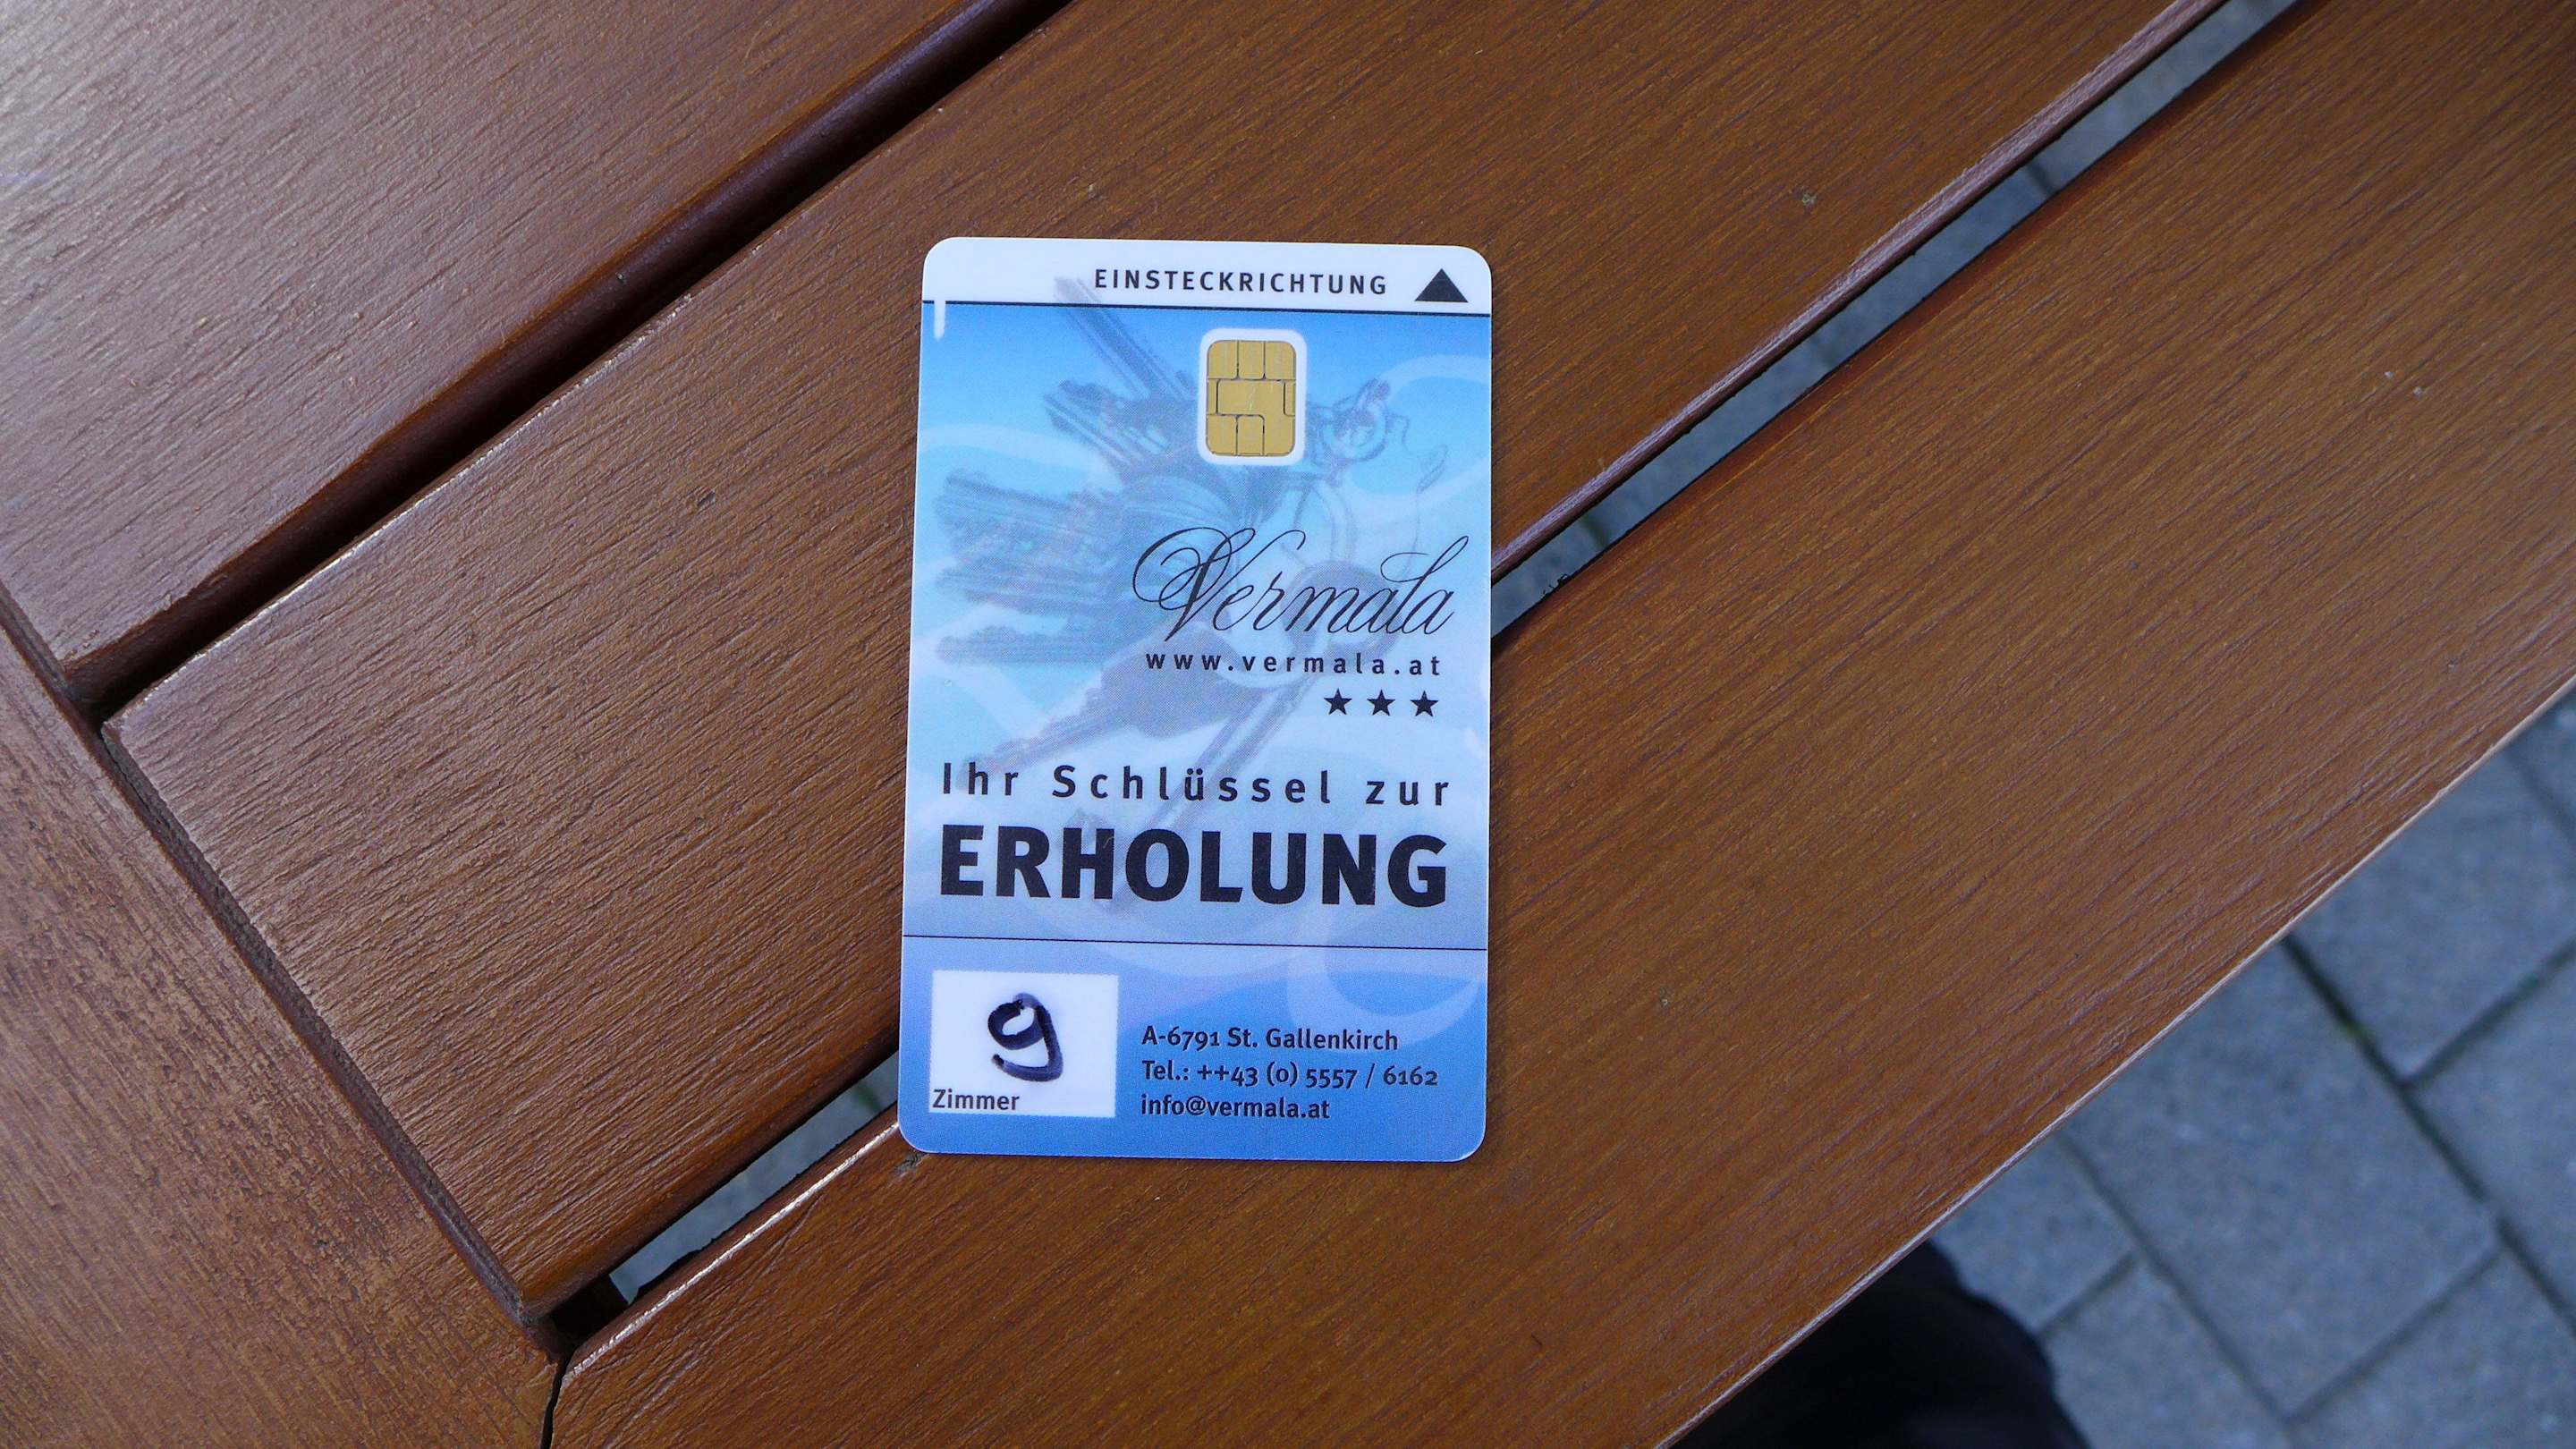 EINSTECKRICHTUNG
Vermala
www.vermala.at
Ihr Schlüssel zur
ERHOLUNG
9
Zimmer
A-6791 St. Gallenkirch
Tel.: ++43 (0) 5557 / 6162
info@vermala.at